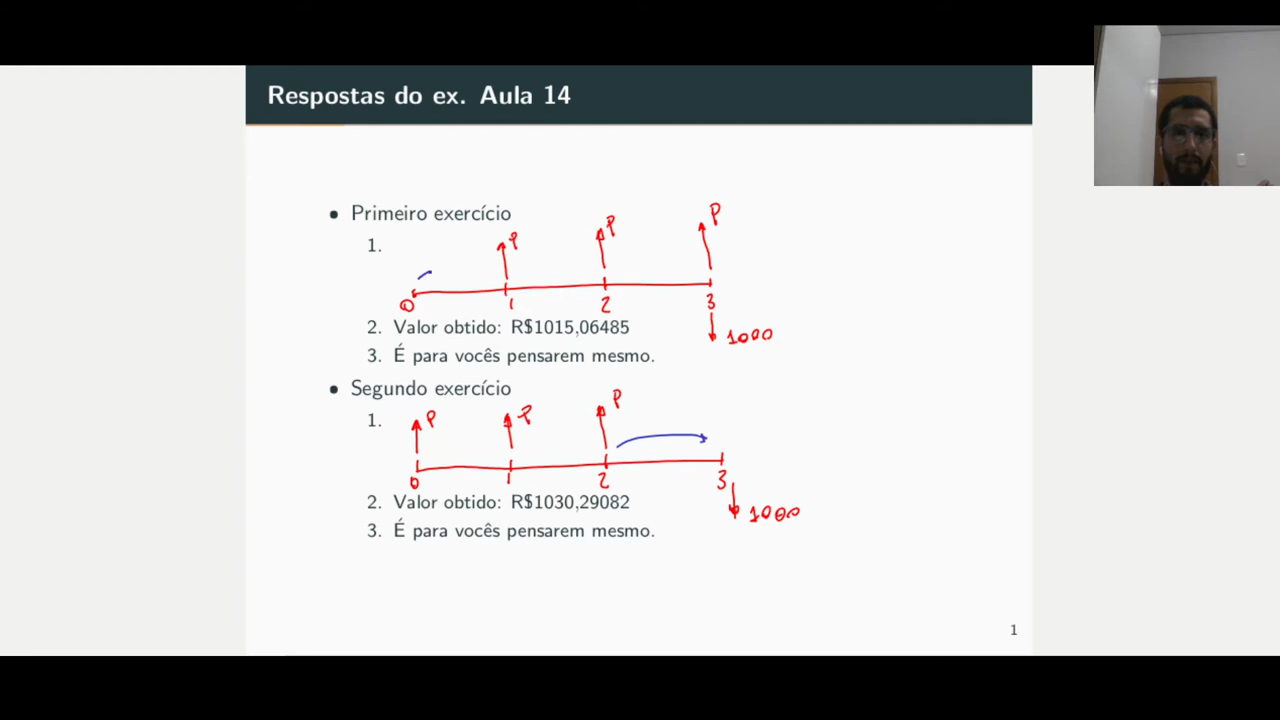 Respostas do ex. Aula 14
• Primeiro exercício
1.
P P P
0 1 2 3
1000
2. Valor obtido: R$1015,06485
3. É para vocês pensarem mesmo.
• Segundo exercício
1.
P P P
0 1 2 3
1000
2. Valor obtido: R$1030,29082
3. É para vocês pensarem mesmo.
1